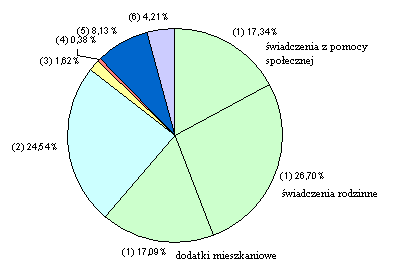 (6) 4,21%
(5) 8,13%
(4) 0,38%
(3) 1,62%
(2) 24,54%
(1) 17,34%
świadczenia z pomocy
społecznej
(1) 26,70%
świadczenia rodzinne
(1) 17,09% dodatki mieszkaniowe